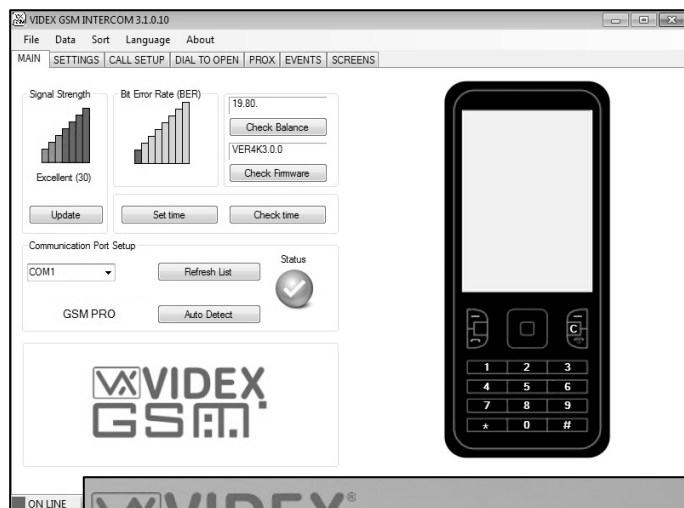 VIDEX GSM INTERCOM 3.1.0.10
File Data Sort Language About
MAIN SETTINGS CALL SETUP DIAL TO OPEN PROX EVENTS SCREENS
Signal Strength
Excellent (30)
Update
Bit Error Rate (BER)
19.80.
Check Balance
VER4K3.0.0
Check Firmware
Set time
Check time
Communication Port Setup
COM1
Refresh List
Status
GSM PRO
Auto Detect
VIDEX
GSM
C
1 2 3
4 5 6
7 8 9
* 0 #
ON LINE
VIDEX®